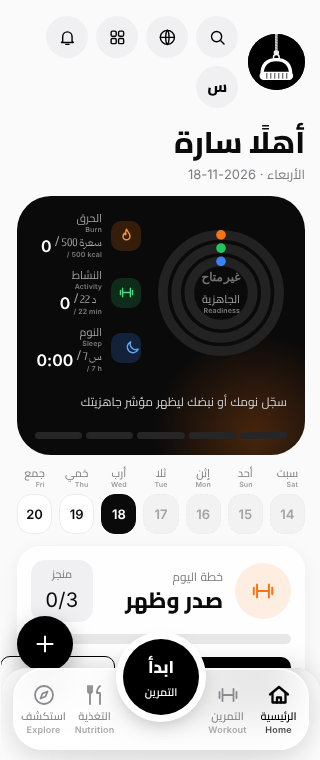 س
أهلًا سارة
الأربعاء · 2026-11-18
الحرق
Burn
0 / 500 سعرة
/ 500 kcal
النشاط
Activity
0 / 22 د
/ 22 min
النوم
Sleep
0:00 / 7 س
/ 7 h
غير متاح
الجاهزية
Readiness
سجّل نومك أو نبضك ليظهر مؤشر جاهزيتك
سبت أحد إثن ثلا أرب خمي جمع
Sat Sun Mon Tue Wed Thu Fri
14 15 16 17 18 19 20
خطة اليوم
صدر وظهر
منجز
0/3
ابدأ
التمرين
الرئيسية
Home
التمرين
Workout
التغذية
Nutrition
استكشف
Explore